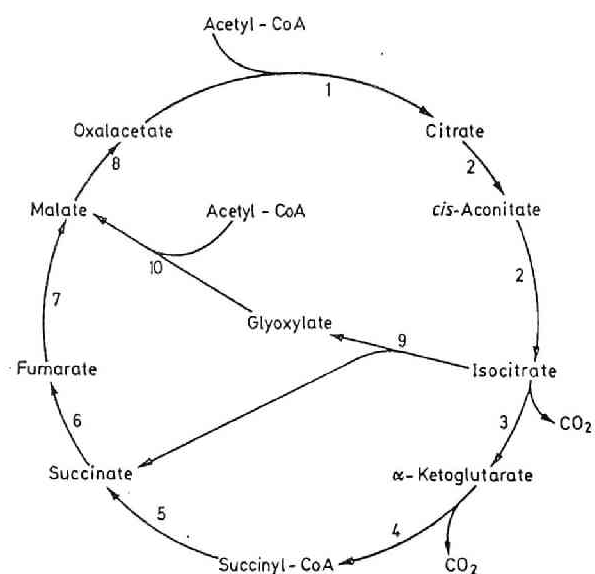 Acetyl-CoA
1
Oxalacetate
Citrate
8
2
Malate
Acetyl-CoA
cis-Aconitate
10
2
7
Glyoxylate
9
Fumarate
Isocitrate
6
3
CO2
Succinate
α-Ketoglutarate
5
4
Succinyl-CoA
CO2